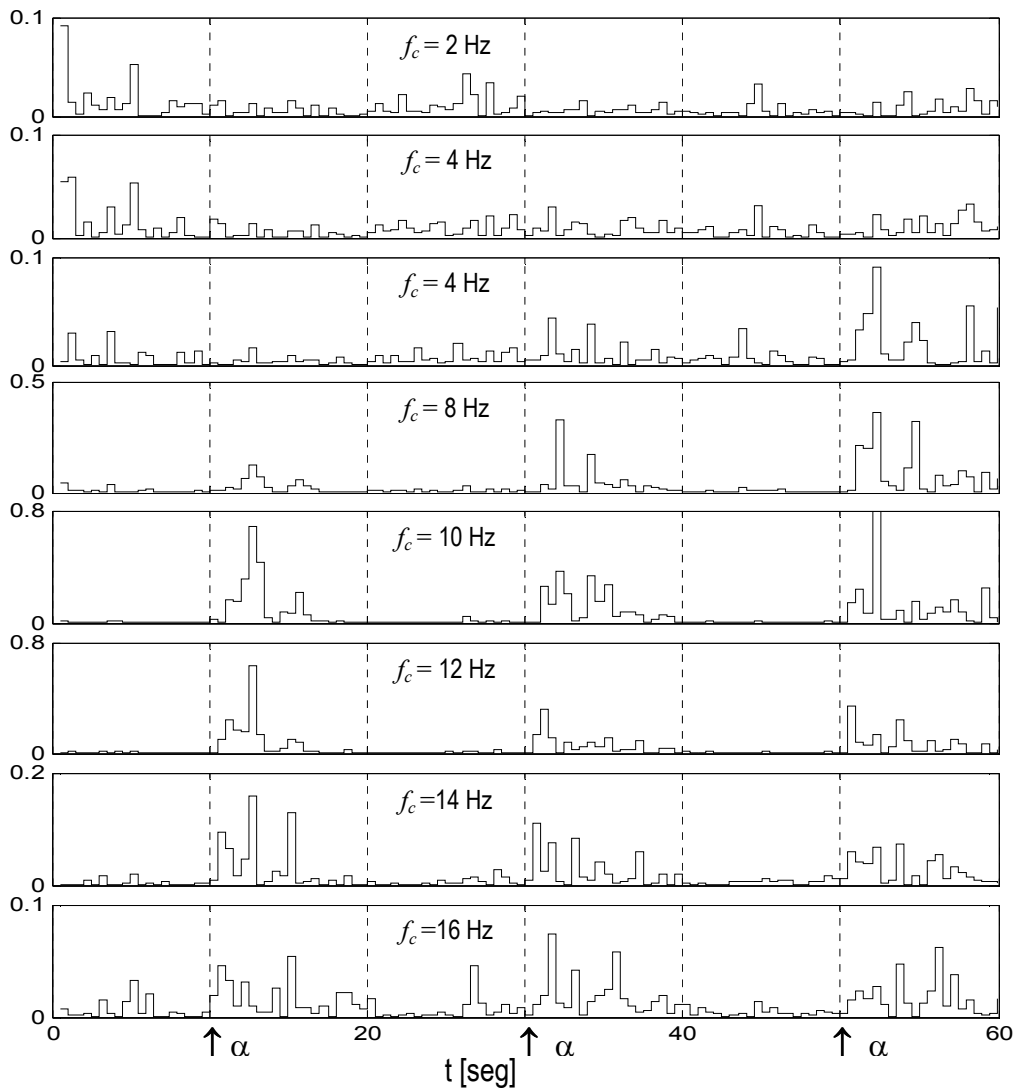 0.1
f_c = 2 Hz
0
0.1
f_c = 4 Hz
0
0.1
f_c = 4 Hz
0
0.5
f_c = 8 Hz
0
0.8
f_c = 10 Hz
0
0.8
f_c = 12 Hz
0
0.2
f_c =14 Hz
0
0.1
f_c =16 Hz
0
0 20 40 60
↑ α ↑ α ↑ α
t [seg]